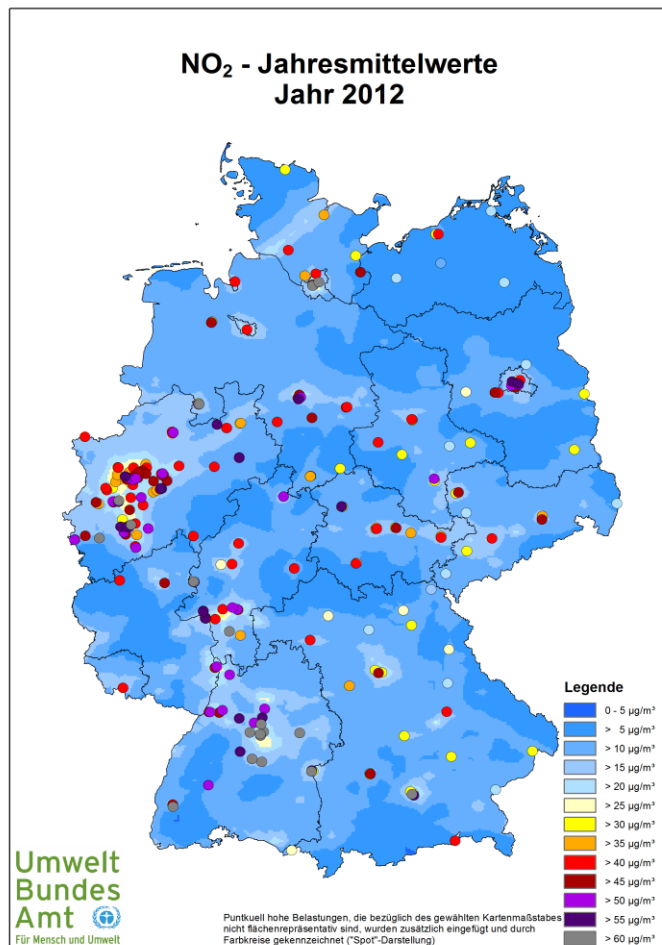 NO₂ - Jahresmittelwerte
Jahr 2012
Legende
0 - 5 µg/m³
> 5 µg/m³
> 10 µg/m³
> 15 µg/m³
> 20 µg/m³
> 25 µg/m³
> 30 µg/m³
> 35 µg/m³
> 40 µg/m³
> 45 µg/m³
> 50 µg/m³
> 55 µg/m³
> 60 µg/m³
Umwelt
Bundes
Amt
Für Mensch und Umwelt
Punktuell hohe Belastungen, die bezüglich des gewählten Kartenmaßstabes
nicht flächenrepräsentativ sind, wurden zusätzlich eingefügt und durch
Farbkreise gekennzeichnet ("Spot"-Darstellung)